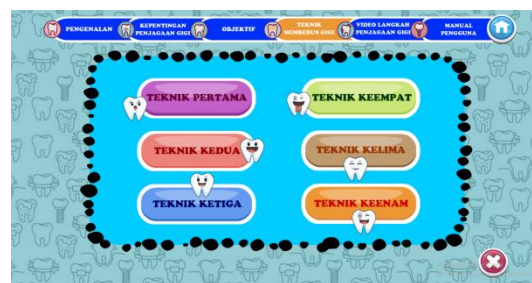 PENGENALAN
KEPENTINGAN
PENJAGAAN GIGI
OBJEKTIF
TEKNIK
MEMBERUS GIGI
VIDEO LANGKAH
PENJAGAAN GIGI
MANUAL
PENGGUNA
TEKNIK PERTAMA
TEKNIK KEEMPAT
TEKNIK KEDUA
TEKNIK KELIMA
TEKNIK KETIGA
TEKNIK KEENAM